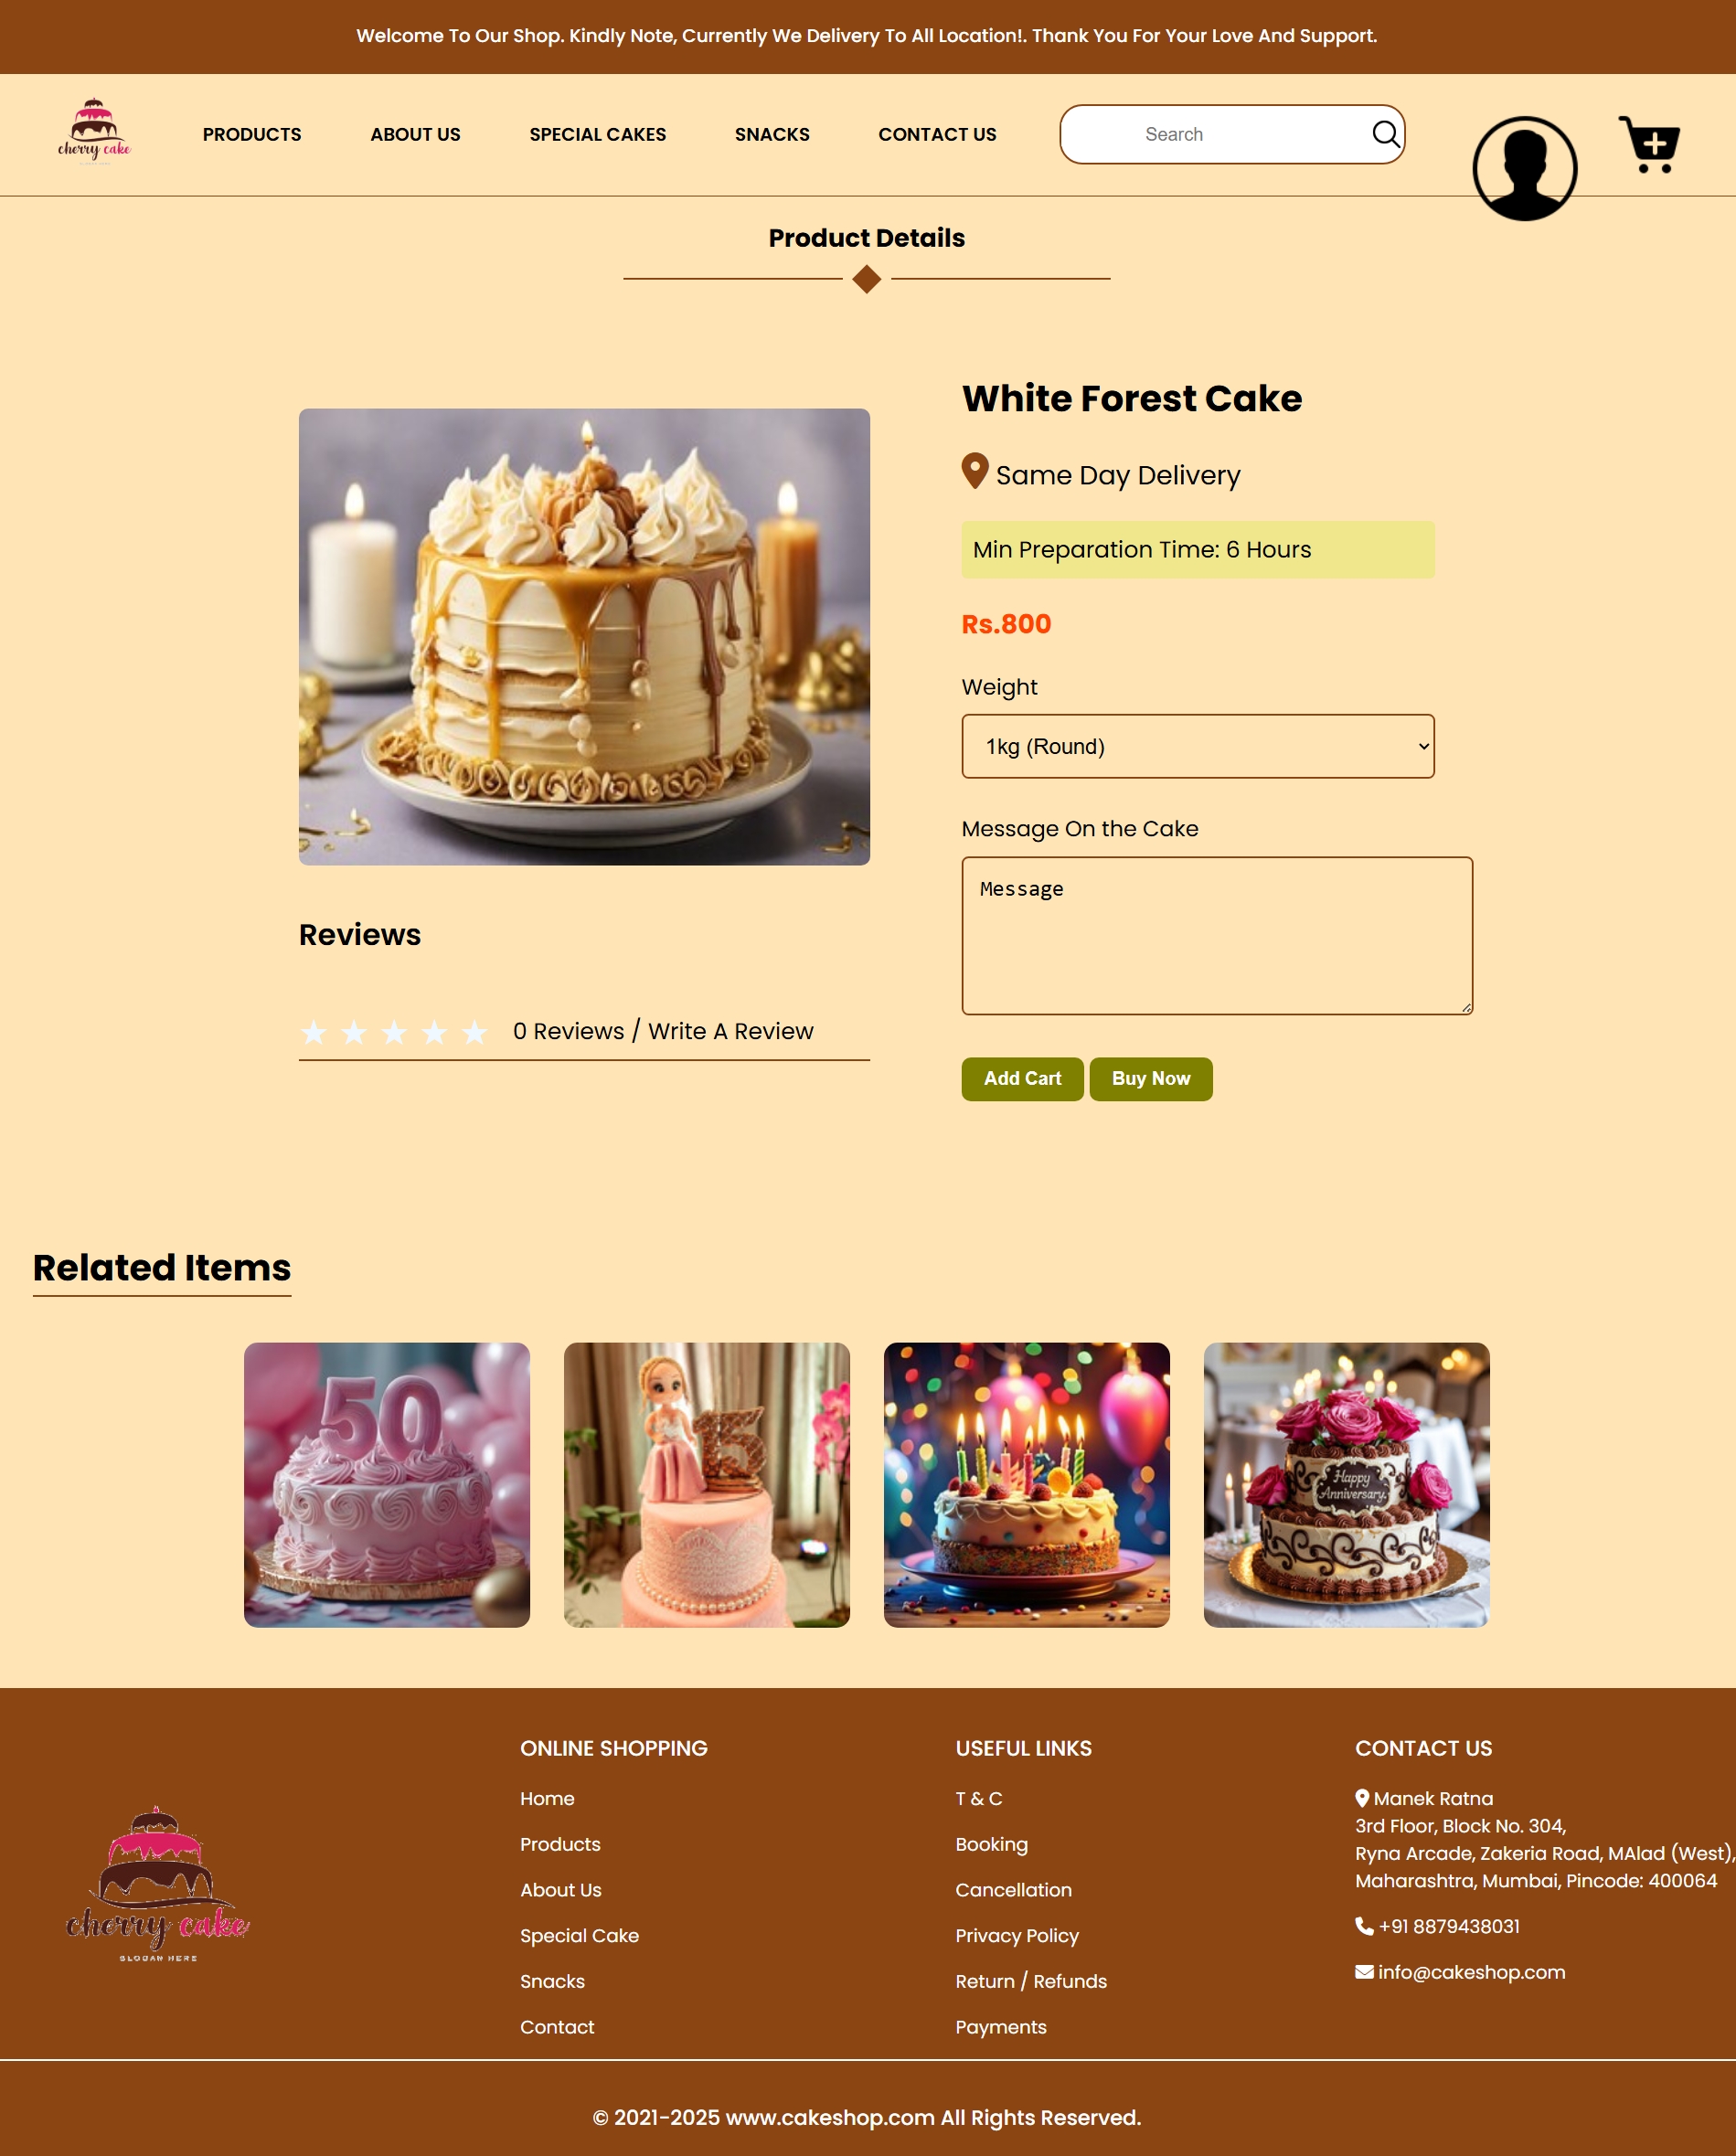 Welcome To Our Shop. Kindly Note, Currently We Delivery To All Location!. Thank You For Your Love And Support.
cherry cake
PRODUCTS
ABOUT US
SPECIAL CAKES
SNACKS
CONTACT US
Search
Product Details
White Forest Cake
Same Day Delivery
Min Preparation Time: 6 Hours
Rs.800
Weight
1kg (Round)
Message On the Cake
Message
Reviews
0 Reviews / Write A Review
Add Cart
Buy Now
Related Items
50
15
Happy
Anniversary
ONLINE SHOPPING
Home
Products
About Us
Special Cake
Snacks
Contact
USEFUL LINKS
T & C
Booking
Cancellation
Privacy Policy
Return / Refunds
Payments
CONTACT US
Manek Ratna
3rd Floor, Block No. 304,
Ryna Arcade, Zakeria Road, MAlad (West),
Maharashtra, Mumbai, Pincode: 400064
+91 8879438031
info@cakeshop.com
cherry cake
SLOGAN HERE
© 2021-2025 www.cakeshop.com All Rights Reserved.